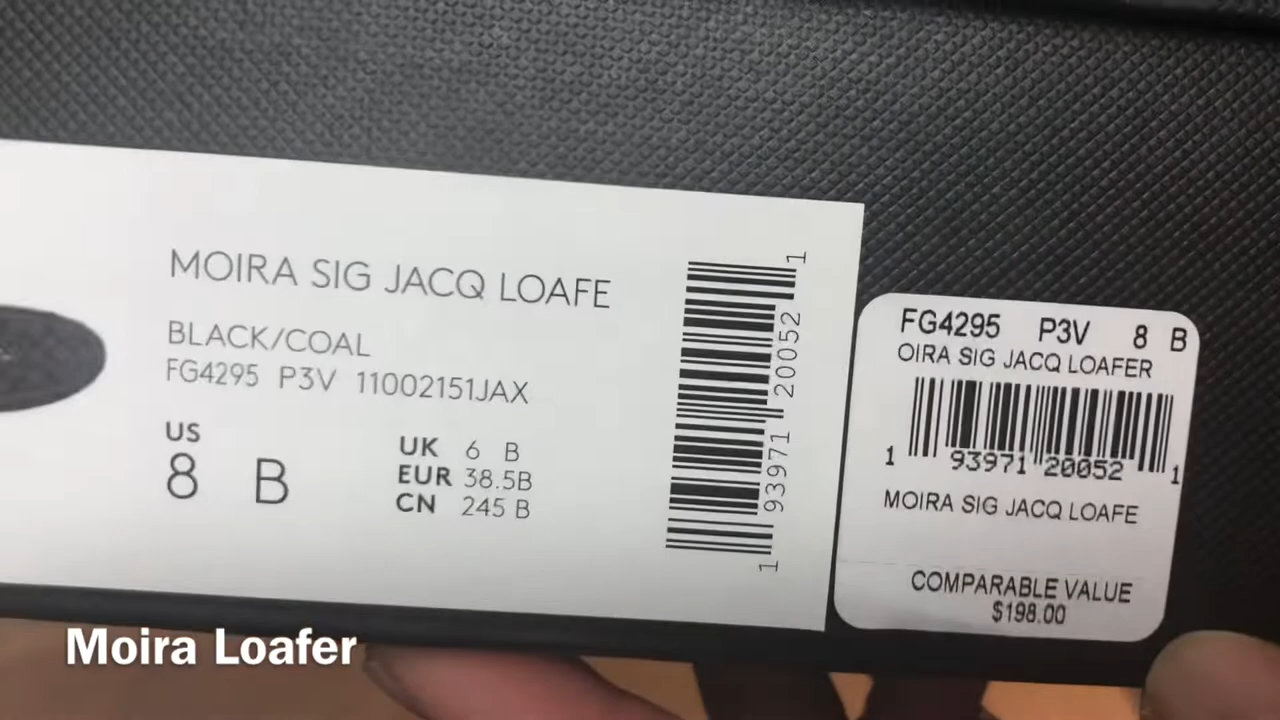 MOIRA SIG JACQ LOAFE
BLACK/COAL
FG4295 P3V 11002151JAX
US
8 B
UK 6 B
EUR 38.5B
CN 245 B
1 93971 20052 1
FG4295 P3V 8 B
OIRA SIG JACQ LOAFER
1 93971 20052 1
MOIRA SIG JACQ LOAFE
COMPARABLE VALUE
$198.00
Moira Loafer